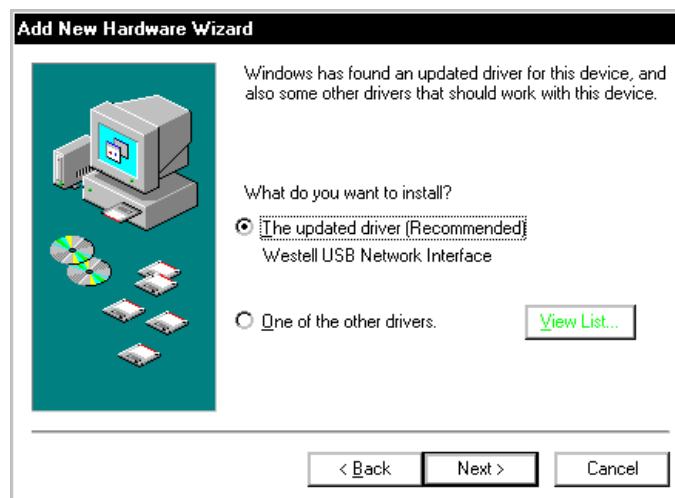 Add New Hardware Wizard
Windows has found an updated driver for this device, and
also some other drivers that should work with this device.
What do you want to install?
The updated driver (Recommended)
Westell USB Network Interface
One of the other drivers.
View List...
< Back
Next >
Cancel